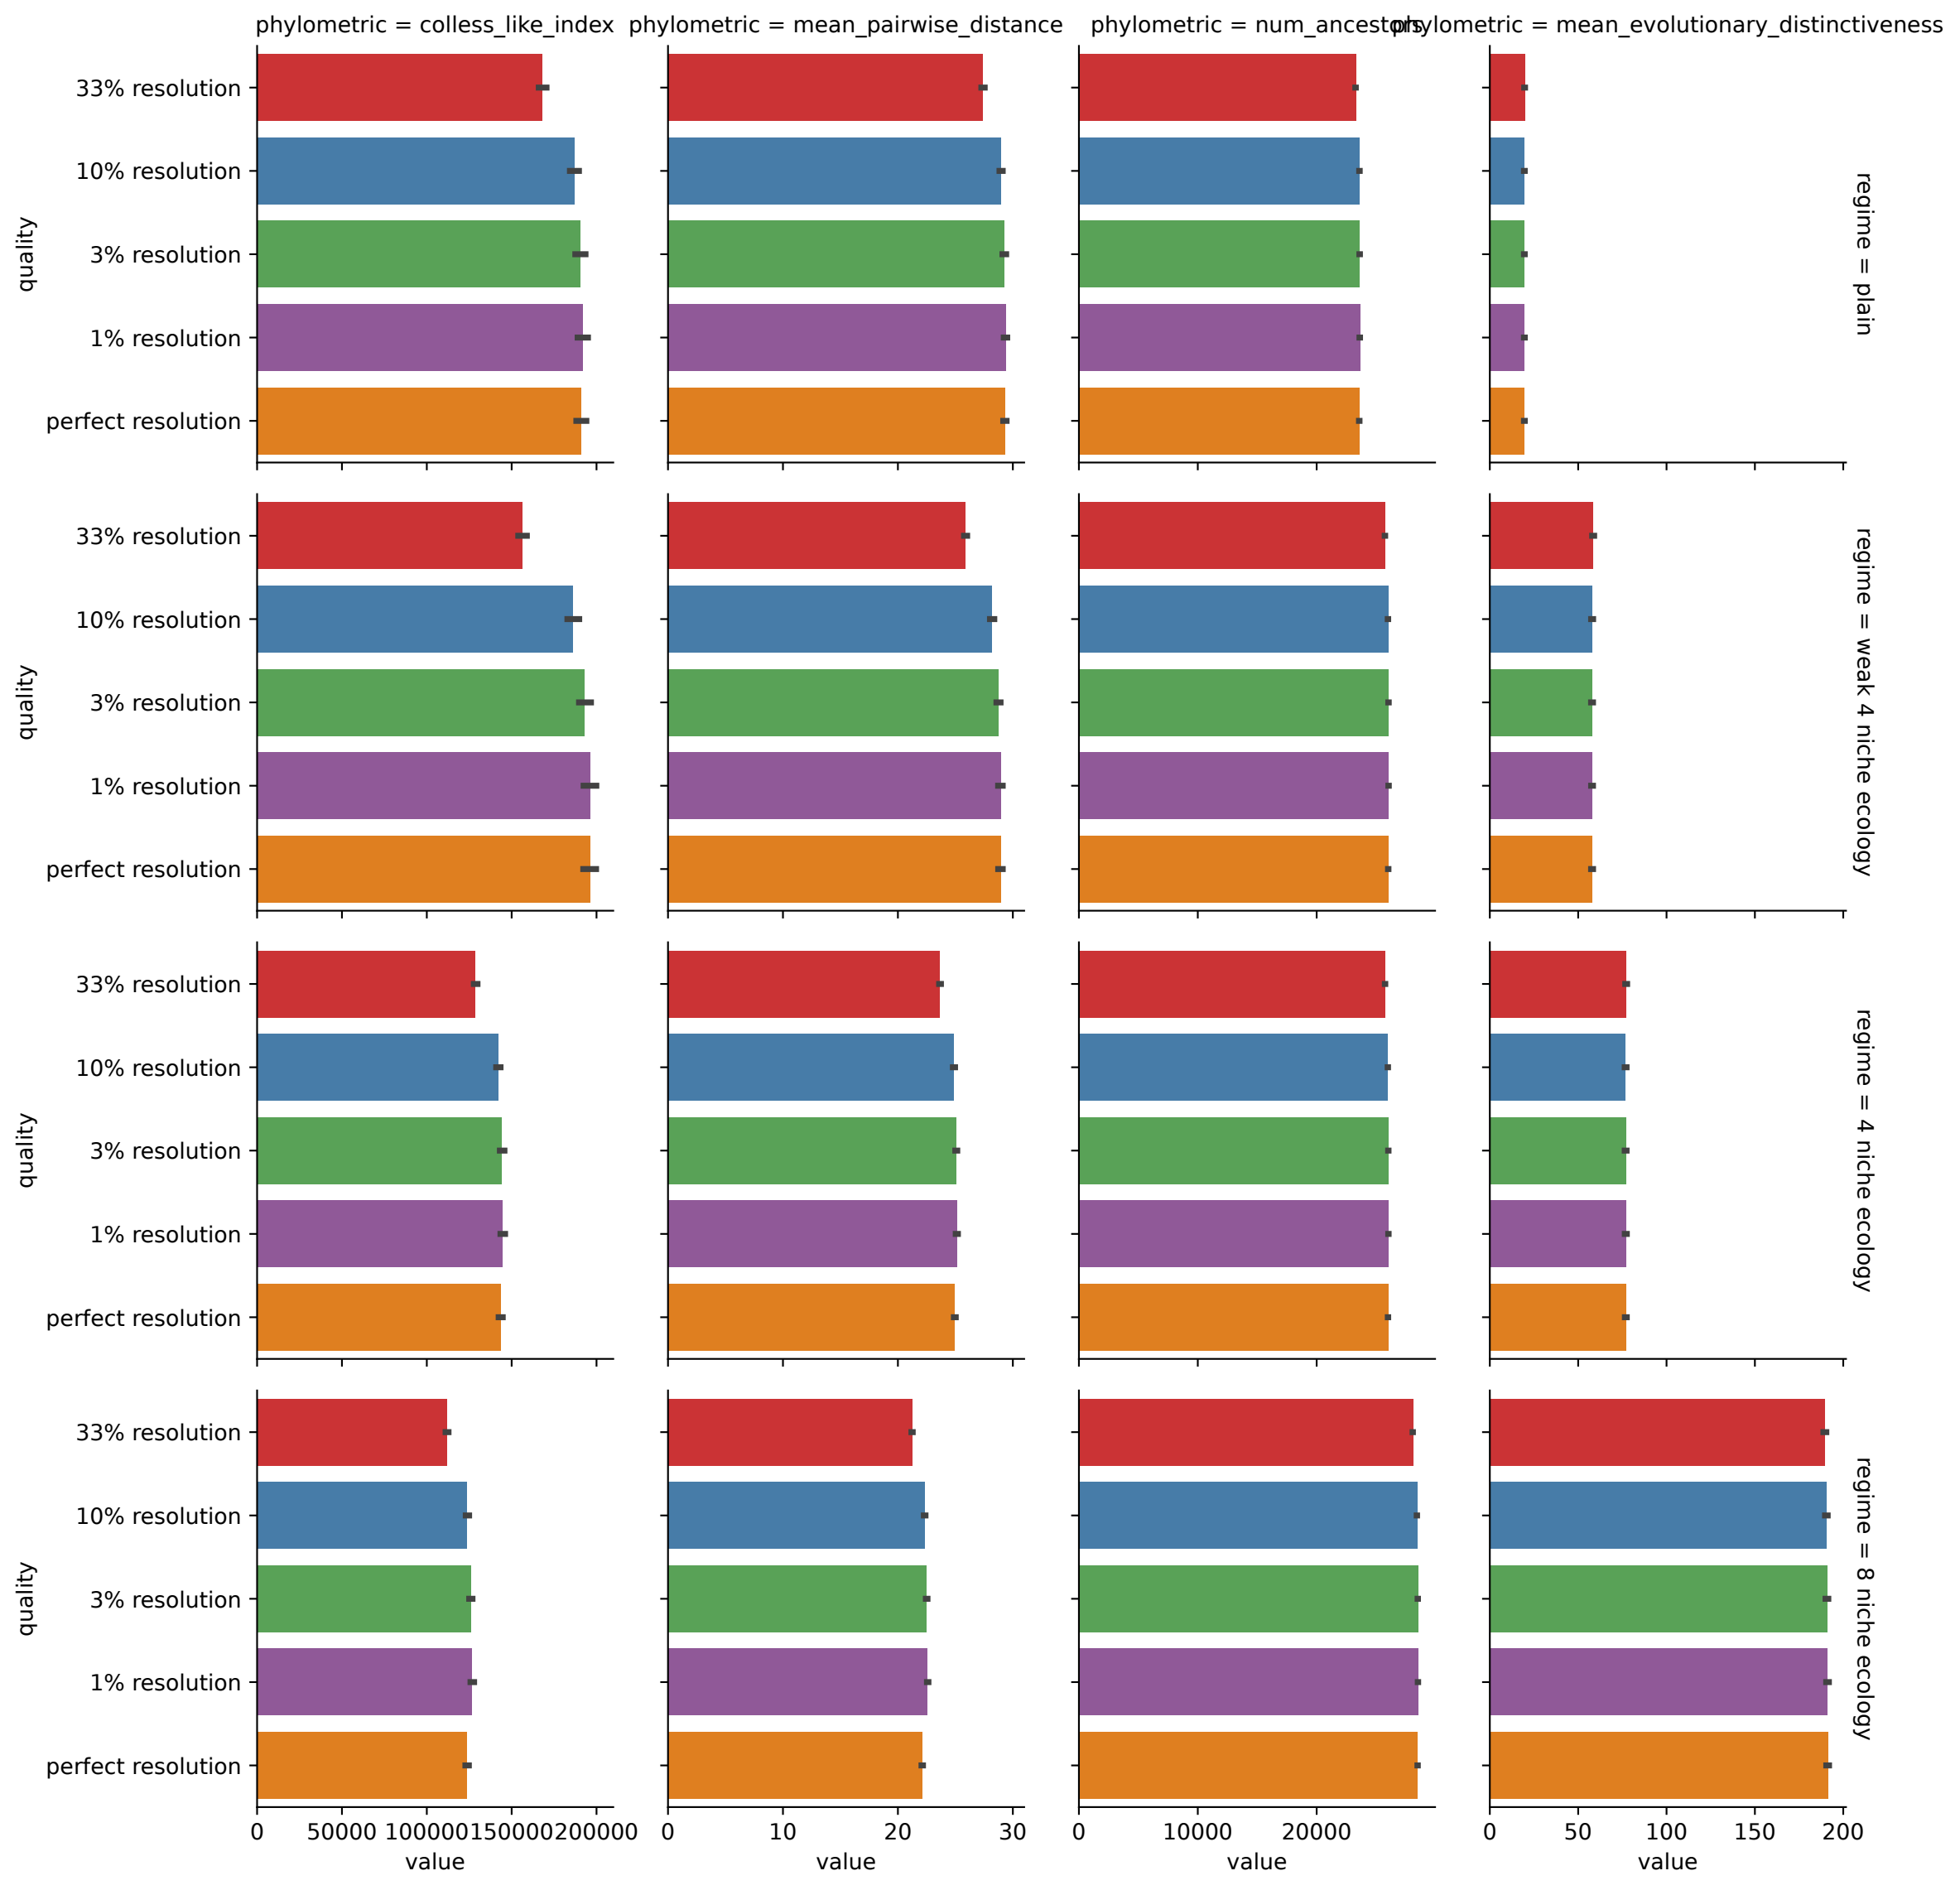 phylometric = colless_like_index
phylometric = mean_pairwise_distance
phylometric = num_ancestors
phylometric = mean_evolutionary_distinctiveness
quality
33% resolution
10% resolution
3% resolution
1% resolution
perfect resolution
regime = plain
quality
33% resolution
10% resolution
3% resolution
1% resolution
perfect resolution
regime = weak 4 niche ecology
quality
33% resolution
10% resolution
3% resolution
1% resolution
perfect resolution
regime = 4 niche ecology
quality
33% resolution
10% resolution
3% resolution
1% resolution
perfect resolution
regime = 8 niche ecology
0 50000 100000 150000 200000
0 10 20 30
0 10000 20000
0 50 100 150 200
value
value
value
value